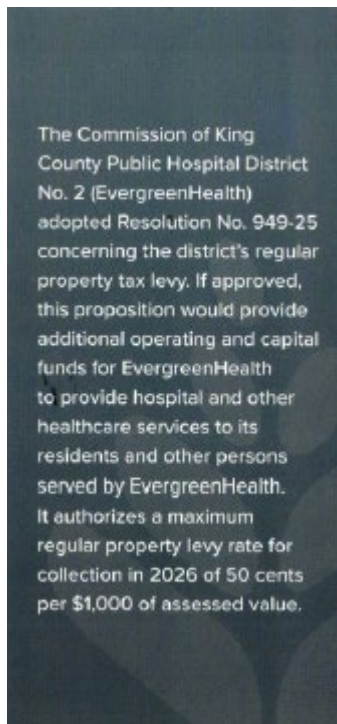 The Commission of King
County Public Hospital District
No. 2 (EvergreenHealth)
adopted Resolution No. 949-25
concerning the district's regular
property tax levy. If approved,
this proposition would provide
additional operating and capital
funds for EvergreenHealth
to provide hospital and other
healthcare services to its
residents and other persons
served by EvergreenHealth.
It authorizes a maximum
regular property levy rate for
collection in 2026 of 50 cents
per $1,000 of assessed value.